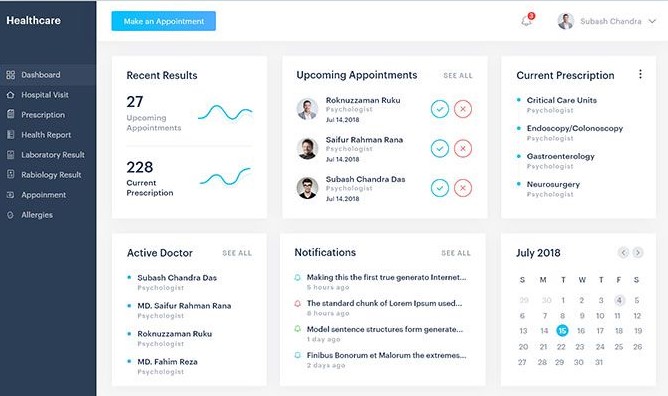 Healthcare
Make an Appointment
3
Subash Chandra
Dashboard
Hospital Visit
Prescription
Health Report
Laboratory Result
Rabiology Result
Appoinment
Allergies
Recent Results
27
Upcoming
Appointments
228
Current
Prescription
Upcoming Appointments SEE ALL
Roknuzzaman Ruku
Psychologist
Jul 14,2018
Saifur Rahman Rana
Psychologist
Jul 14,2018
Subash Chandra Das
Psychologist
Jul 14,2018
Current Prescription
Critical Care Units
Psychologist
Endoscopy/Colonoscopy
Psychologist
Gastroenterology
Psychologist
Neurosurgery
Psychologist
Active Doctor SEE ALL
Subash Chandra Das
Psychologist
MD. Saifur Rahman Rana
Psychologist
Roknuzzaman Ruku
Psychologist
MD. Fahim Reza
Psychologist
Notifications SEE ALL
Making this the first true generato Internet...
5 hours ago
The standard chunk of Lorem Ipsum used...
8 hours ago
Model sentence structures form generate...
1 day ago
Finibus Bonorum et Malorum the extremes...
2 days ago
July 2018
S M T W T F S
29 30 1 2 3 4 5
6 7 8 9 10 11 12
13 14 15 16 17 18 19
20 21 22 23 24 25 26
27 28 29 30 31